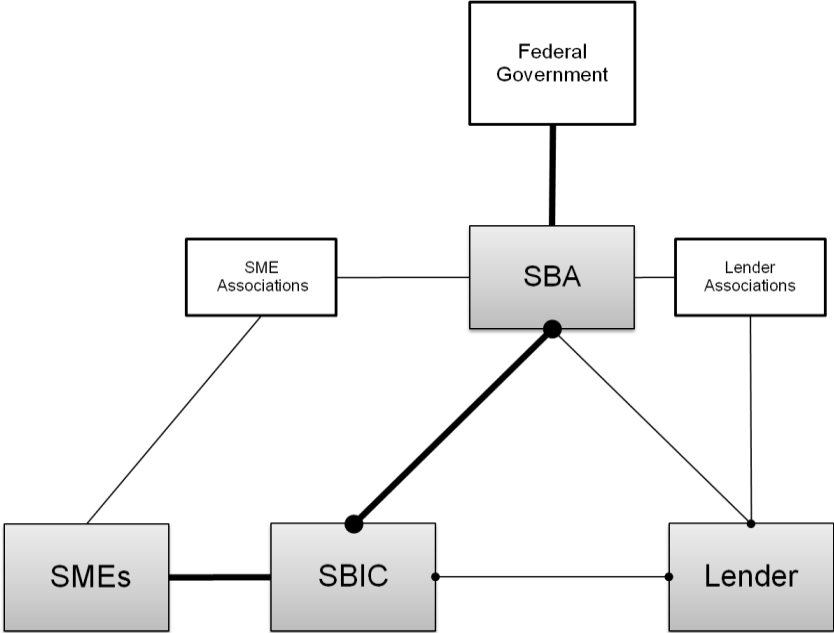 Federal
Government
SME
Associations
SBA
Lender
Associations
SMEs
SBIC
Lender